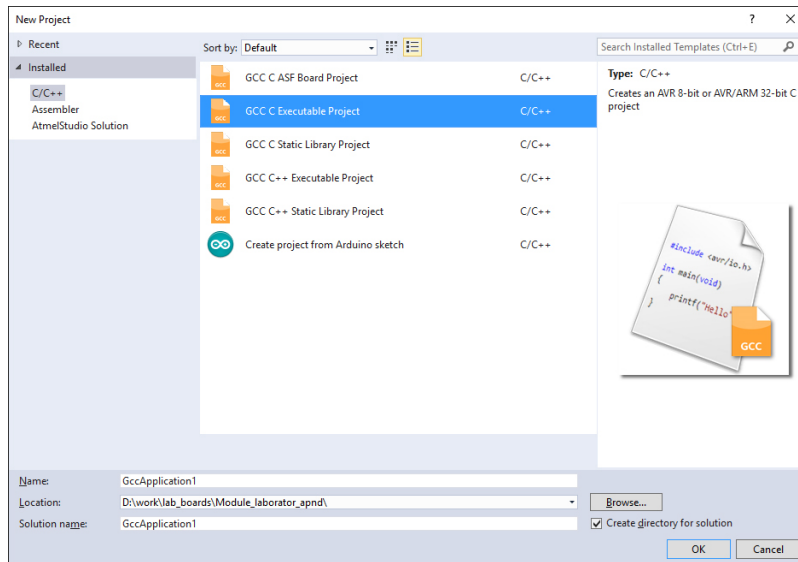 New Project
?
Recent
Installed
C/C++
Assembler
AtmelStudio Solution
Sort by: Default
GCC C ASF Board Project C/C++
GCC C Executable Project C/C++
GCC C Static Library Project C/C++
GCC C++ Executable Project C/C++
GCC C++ Static Library Project C/C++
Create project from Arduino sketch C/C++
Search Installed Templates (Ctrl+E)
Type: C/C++
Creates an AVR 8-bit or AVR/ARM 32-bit C
project
#include <avr/io.h>
int main(void)
{
printf("Hello"
}
GCC
Name: GccApplication1
Location: D:\work\lab_boards\Module_laborator_apnd\
Browse...
Solution name: GccApplication1
Create directory for solution
OK Cancel